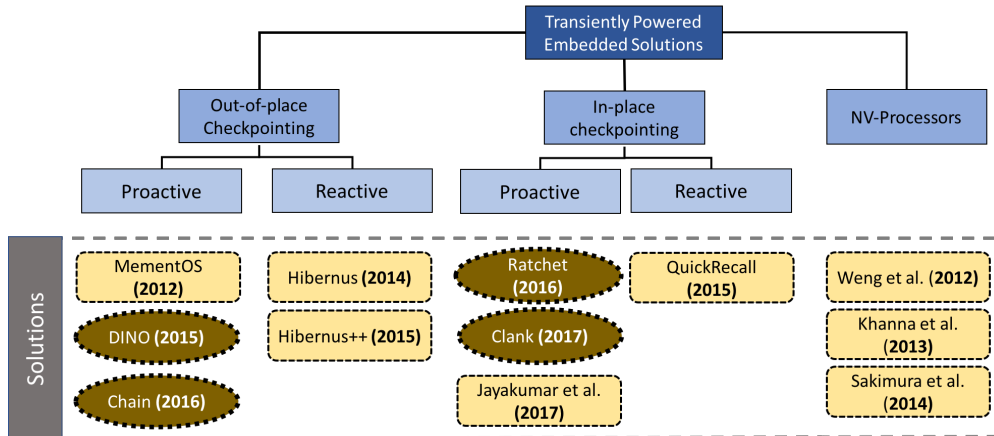 Transiently Powered
Embedded Solutions
Out-of-place
Checkpointing
In-place
checkpointing
NV-Processors
Proactive
Reactive
Proactive
Reactive
Solutions
MementOS
(2012)
DINO (2015)
Chain (2016)
Hibernus (2014)
Hibernus++ (2015)
Ratchet
(2016)
Clank (2017)
Jayakumar et al.
(2017)
QuickRecall
(2015)
Weng et al. (2012)
Khanna et al.
(2013)
Sakimura et al.
(2014)